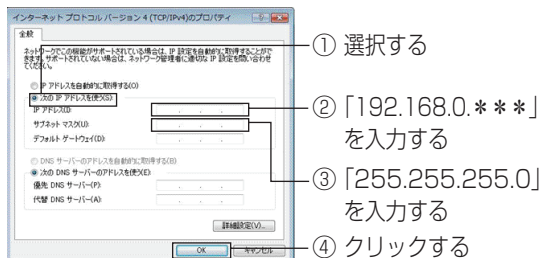 インターネット プロトコル バージョン 4 (TCP/IPv4)のプロパティ
全般
ネットワークでこの機能がサポートされている場合は、IP 設定を自動的に取得することがで
きます。サポートされていない場合は、ネットワーク管理者に適切な IP 設定を問い合わせ
てください。
IP アドレスを自動的に取得する(O)
次の IP アドレスを使う(S):
IP アドレス(I):
サブネット マスク(U):
デフォルト ゲートウェイ(D):
DNS サーバーのアドレスを自動的に取得する(B)
次の DNS サーバーのアドレスを使う(E):
優先 DNS サーバー(P):
代替 DNS サーバー(A):
詳細設定(V)...
OK
キャンセル
① 選択する
② 「192.168.0.＊＊＊」
を入力する
③ 「255.255.255.0」
を入力する
④ クリックする